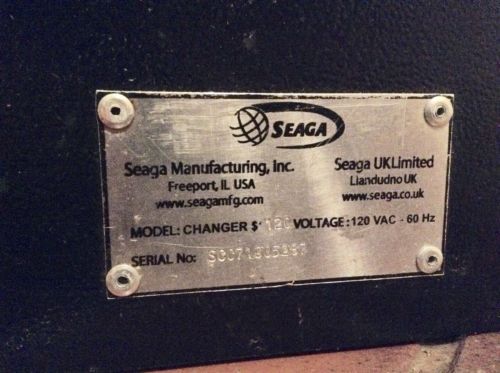 SEAGA
Seaga Manufacturing, Inc.
Freeport, IL USA
www.seagamfg.com
Seaga UKLimited
Llandudno UK
www.seaga.co.uk
MODEL: CHANGER $ 120 VOLTAGE: 120 VAC - 60 Hz
SERIAL No: